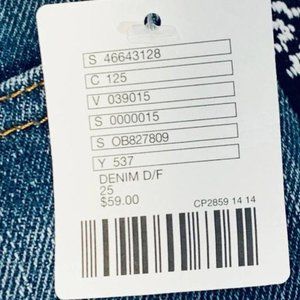 S 46643128
C 125
V 039015
S 0000015
S OB827809
Y 537
DENIM D/F
25
$59.00 CP2859 14 14